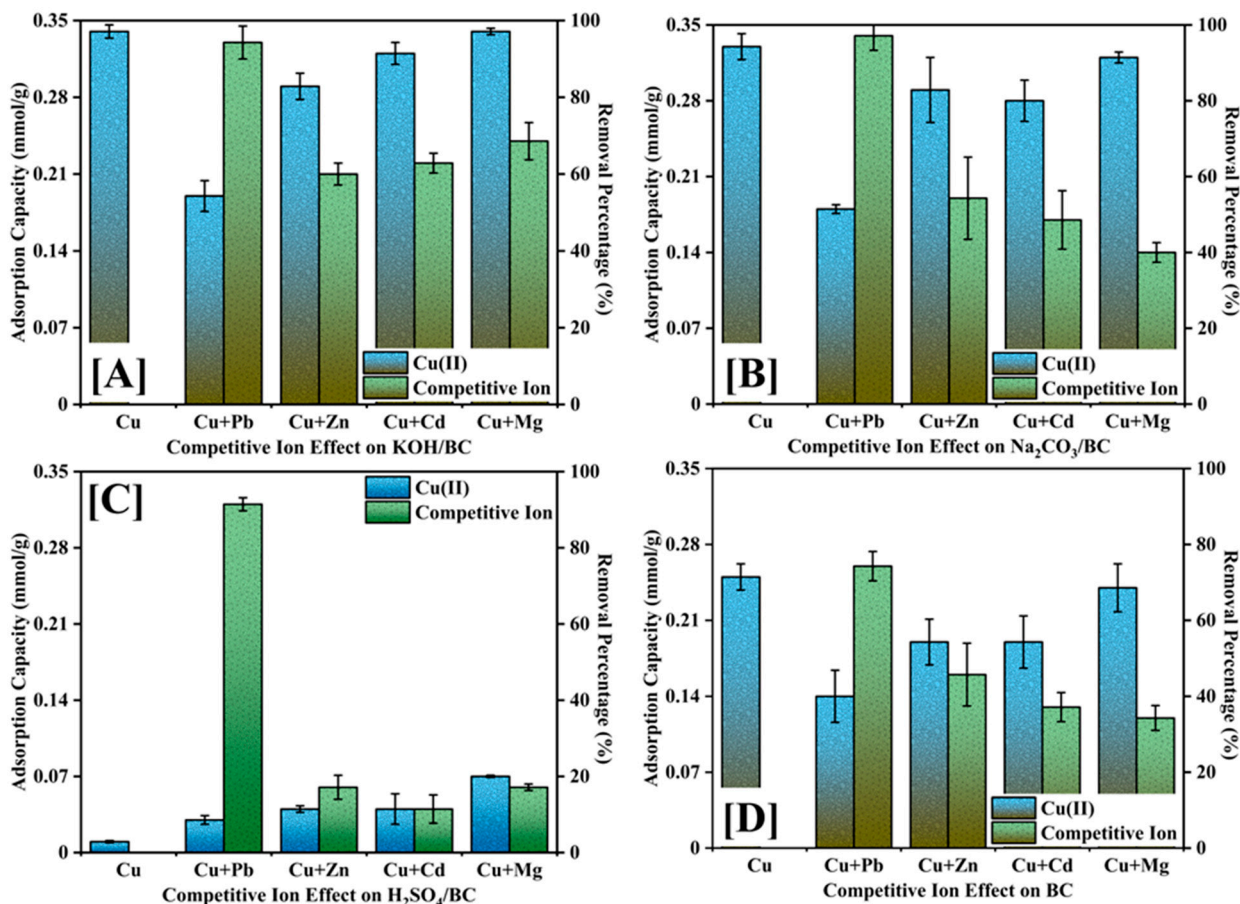 Adsorption Capacity (mmol/g)
0.35
0.28
0.21
0.14
0.07
0
100
80
60
40
20
0
Removal Percentage (%)
[A]
Cu(II)
Competitive Ion
Cu
Cu+Pb
Cu+Zn
Cu+Cd
Cu+Mg
Competitive Ion Effect on KOH/BC
Adsorption Capacity (mmol/g)
0.35
0.28
0.21
0.14
0.07
0
100
80
60
40
20
0
Removal Percentage (%)
[B]
Cu(II)
Competitive Ion
Cu
Cu+Pb
Cu+Zn
Cu+Cd
Cu+Mg
Competitive Ion Effect on Na₂CO₃/BC
Adsorption Capacity (mmol/g)
0.35
0.28
0.21
0.14
0.07
0
100
80
60
40
20
0
Removal Percentage (%)
[C]
Cu(II)
Competitive Ion
Cu
Cu+Pb
Cu+Zn
Cu+Cd
Cu+Mg
Competitive Ion Effect on H₂SO₄/BC
Adsorption Capacity (mmol/g)
0.35
0.28
0.21
0.14
0.07
0
100
80
60
40
20
0
Removal Percentage (%)
[D]
Cu(II)
Competitive Ion
Cu
Cu+Pb
Cu+Zn
Cu+Cd
Cu+Mg
Competitive Ion Effect on BC